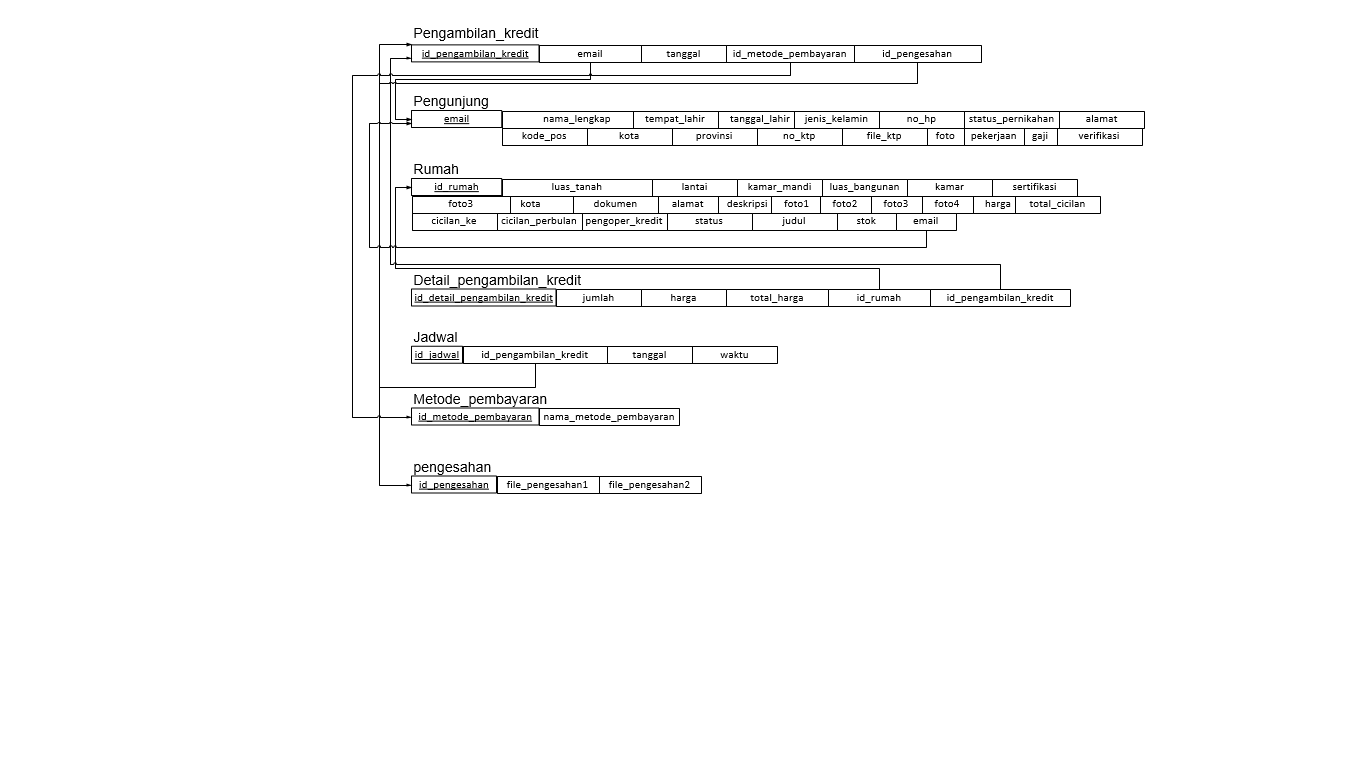 Pengambilan_kredit
id_pengambilan_kredit email tanggal id_metode_pembayaran id_pengesahan
Pengunjung
email nama_lengkap tempat_lahir tanggal_lahir jenis_kelamin no_hp status_pernikahan alamat
kode_pos kota provinsi no_ktp file_ktp foto pekerjaan gaji verifikasi
Rumah
id_rumah luas_tanah lantai kamar_mandi luas_bangunan kamar sertifikasi
foto3 kota dokumen alamat deskripsi foto1 foto2 foto3 foto4 harga total_cicilan
cicilan_ke cicilan_perbulan pengoper_kredit status judul stok email
Detail_pengambilan_kredit
id_detail_pengambilan_kredit jumlah harga total_harga id_rumah id_pengambilan_kredit
Jadwal
id_jadwal id_pengambilan_kredit tanggal waktu
Metode_pembayaran
id_metode_pembayaran nama_metode_pembayaran
pengesahan
id_pengesahan file_pengesahan1 file_pengesahan2